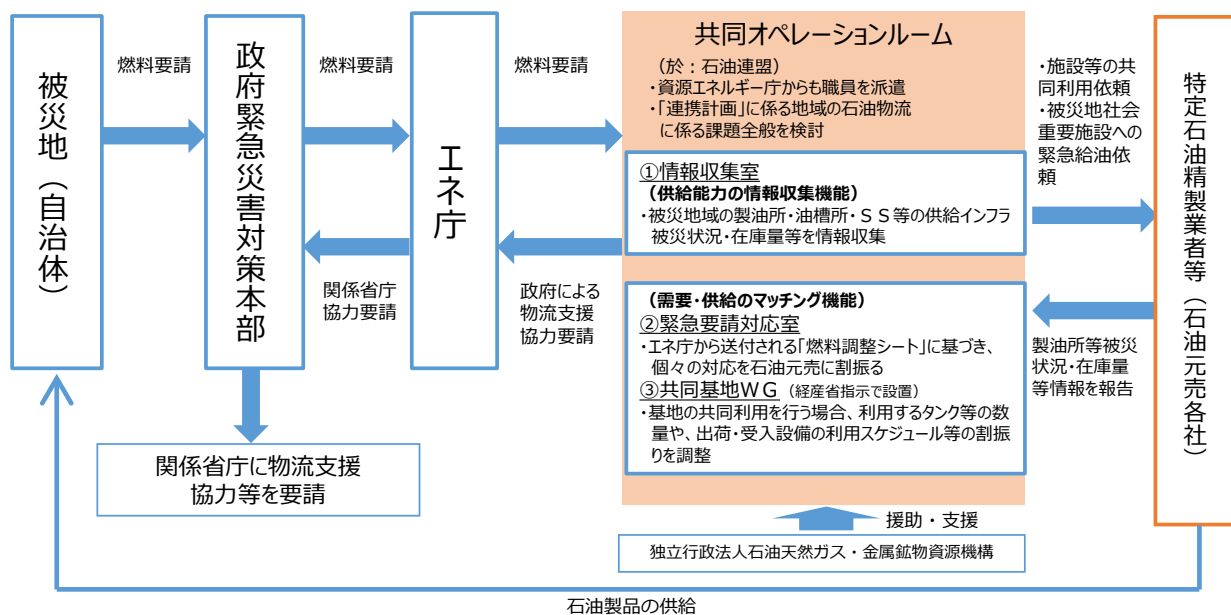 被災地（自治体）
燃料要請
政府緊急災害対策本部
燃料要請
関係省庁
協力要請
エネ庁
燃料要請
政府による
物流支援
協力要請
関係省庁に物流支援
協力等を要請
共同オペレーションルーム
（於：石油連盟）
・資源エネルギー庁からも職員を派遣
・「連携計画」に係る地域の石油物流
に係る課題全般を検討
①情報収集室
（供給能力の情報収集機能）
・被災地域の製油所・油槽所・ＳＳ等の供給インフラ
被災状況・在庫量等を情報収集
（需要・供給のマッチング機能）
②緊急要請対応室
・エネ庁から送付される「燃料調整シート」に基づき、
個々の対応を石油元売に割振る
③共同基地ＷＧ（経産省指示で設置）
・基地の共同利用を行う場合、利用するタンク等の数
量や、出荷・受入設備の利用スケジュール等の割振
りを調整
援助・支援
独立行政法人石油天然ガス・金属鉱物資源機構
・施設等の共
同利用依頼
・被災地社会
重要施設への
緊急給油依
頼
製油所等被災
状況・在庫量
等情報を報告
特定石油精製業者等（石油元売各社）
石油製品の供給